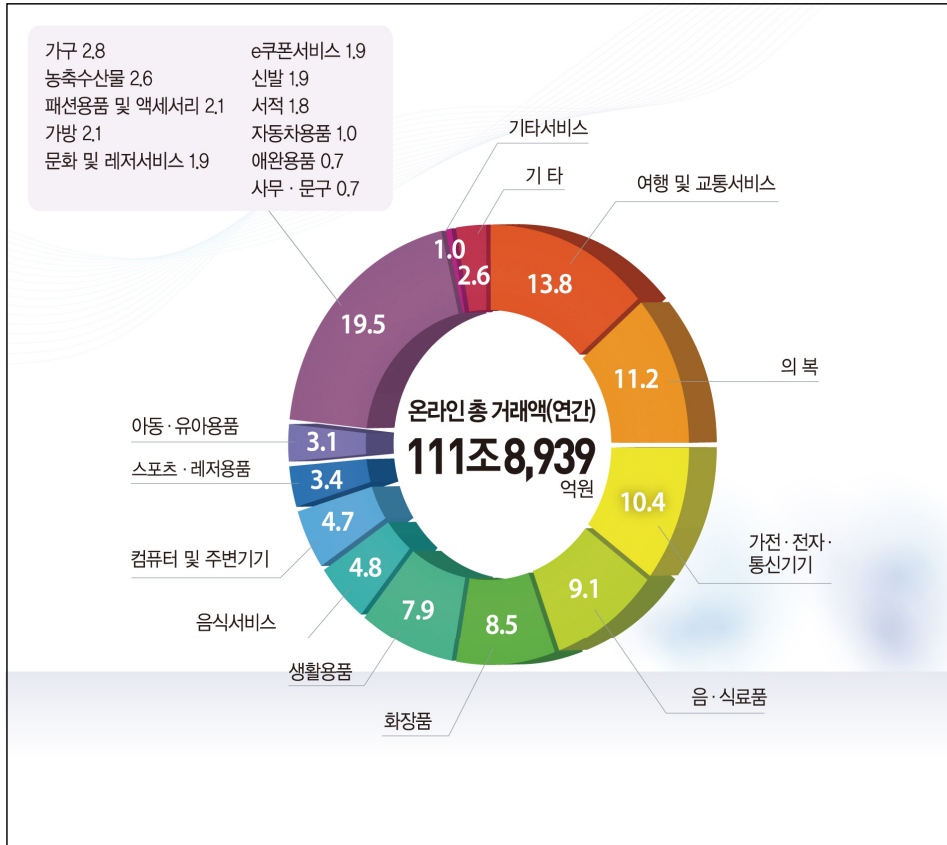 가구 2.8
농축수산물 2.6
패션용품 및 액세서리 2.1
가방 2.1
문화 및 레저서비스 1.9
e쿠폰서비스 1.9
신발 1.9
서적 1.8
자동차용품 1.0
애완용품 0.7
사무 · 문구 0.7
기타서비스
기 타
여행 및 교통서비스
1.0
2.6
13.8
19.5
11.2
의 복
온라인 총 거래액(연간)
111조 8,939
억원
아동 · 유아용품
3.1
스포츠 · 레저용품
3.4
10.4
4.7
가전 · 전자 ·
통신기기
컴퓨터 및 주변기기
4.8
9.1
7.9
8.5
음식서비스
생활용품
화장품
음 · 식료품